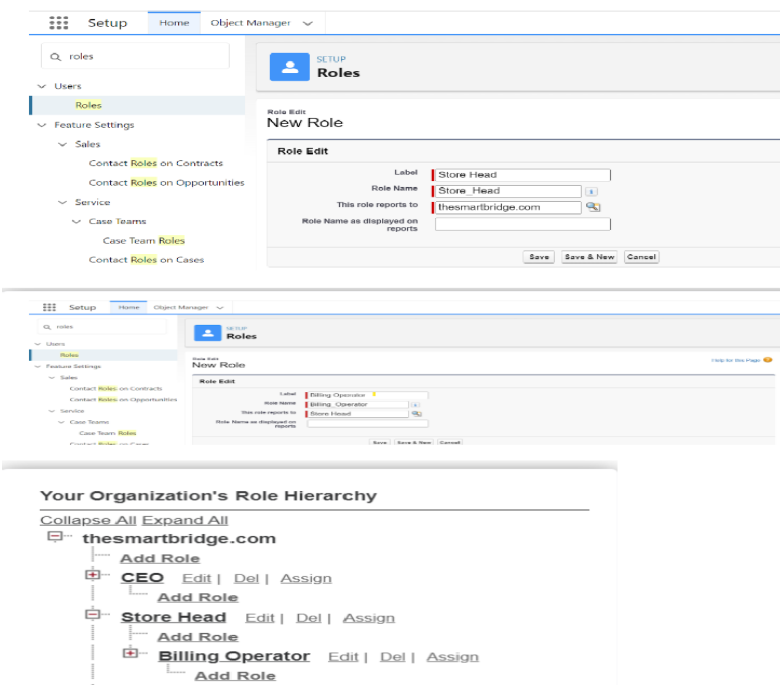 Setup Home Object Manager
roles
SETUP
Roles
Users
Roles
Feature Settings
Sales
Contact Roles on Contracts
Contact Roles on Opportunities
Service
Case Teams
Case Team Roles
Contact Roles on Cases
Role Edit
New Role
Role Edit
Label Store Head
Role Name Store_Head i
This role reports to thesmartbridge.com
Role Name as displayed on
reports
Save Save & New Cancel
Setup Home Object Manager
roles
SETUP
Roles
Users
Roles
Feature Settings
Sales
Contact Roles on Contracts
Contact Roles on Opportunities
Service
Case Teams
Case Team Roles
Contact Roles on Cases
Role Edit
New Role
Help for this Page
Role Edit
Label Billing Operator
Role Name Billing_Operator i
This role reports to Store Head
Role Name as displayed on
reports
Save Save & New Cancel
Your Organization's Role Hierarchy
Collapse All Expand All
thesmartbridge.com
Add Role
CEO Edit | Del | Assign
Add Role
Store Head Edit | Del | Assign
Add Role
Billing Operator Edit | Del | Assign
Add Role